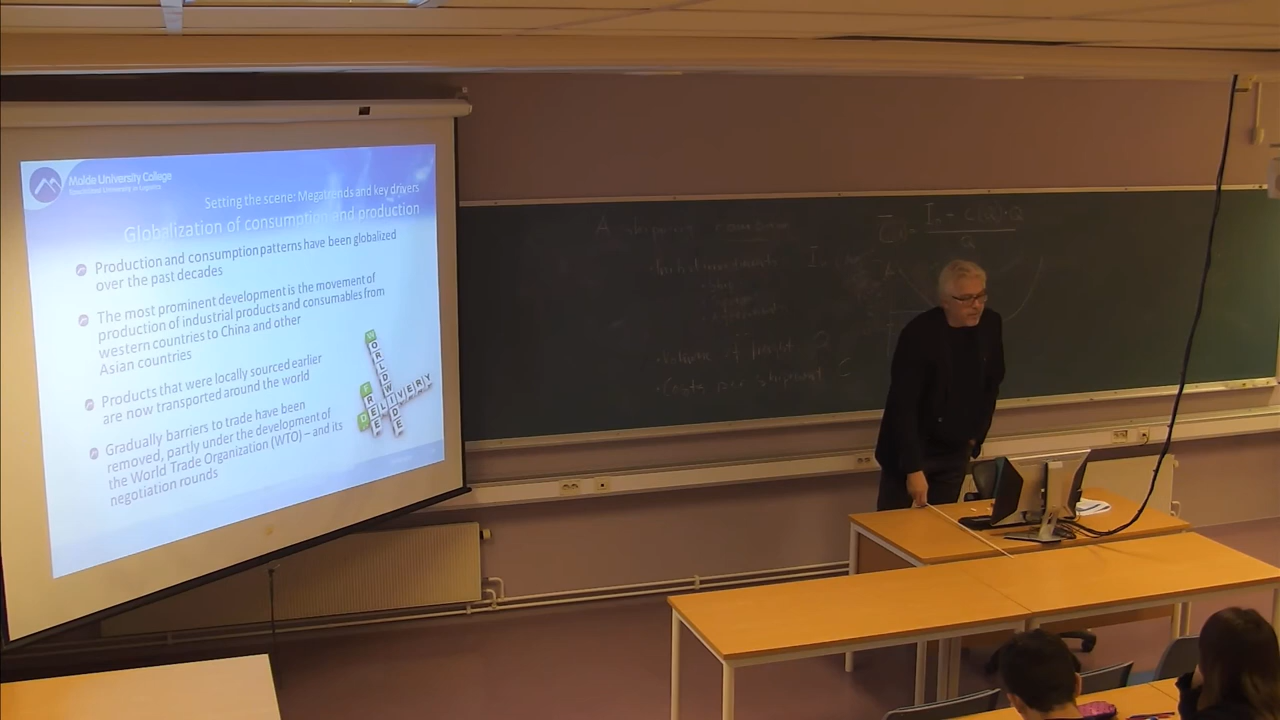 Molde University College
Specialized University in Logistics
Setting the scene: Megatrends and key drivers
Globalization of consumption and production
Production and consumption patterns have been globalized
over the past decades
The most prominent development is the movement of
production of industrial products and consumables from
western countries to China and other
Asian countries
Products that were locally sourced earlier
are now transported around the world
Gradually barriers to trade have been
removed, partly under the development of
the World Trade Organization (WTO) – and its
negotiation rounds
WORLDWIDE
FREE
DELIVERY
A shipment
Costs per shipment C